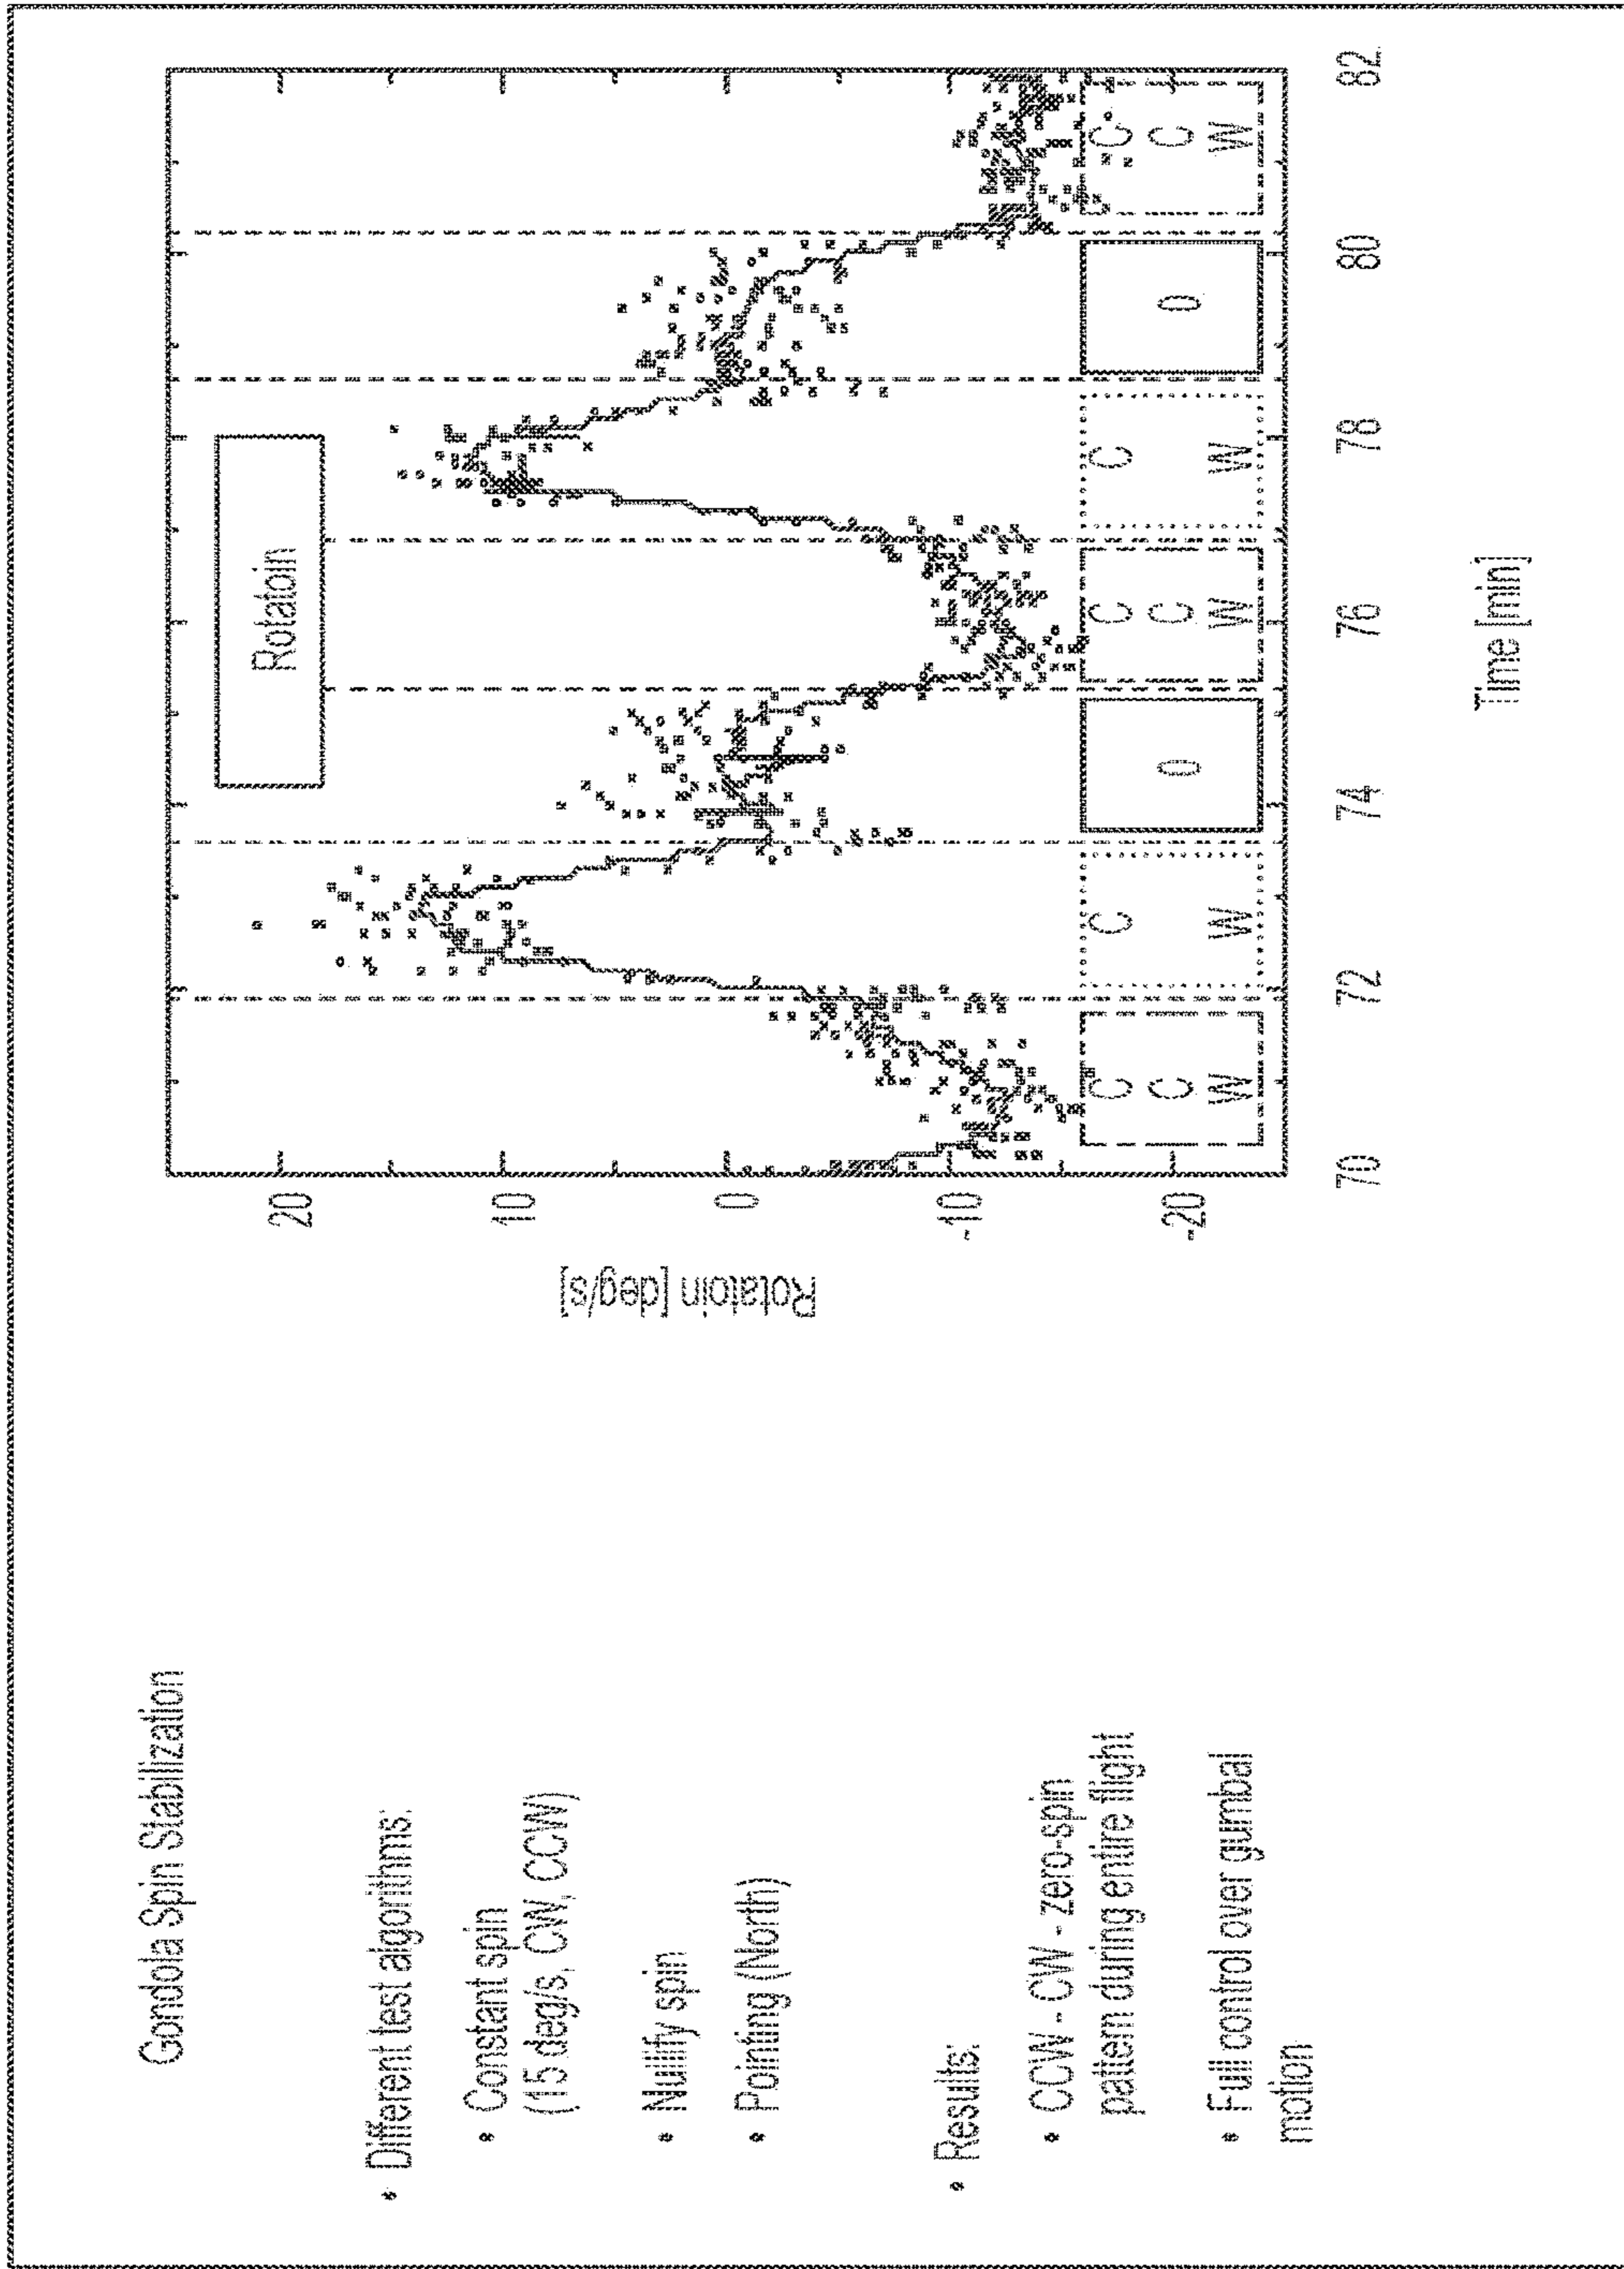 Gondola Spin Stabilization
• Different test algorithms:
• Constant spin
(15 deg/s, CW, CCW)
• Nullify spin
• Pointing (North)
• Results:
• CCW - CW - zero-spin
pattern during entire flight
• Full control over gumbal
motion
Rotatoin
Rotatoin [deg/s]
20
10
0
-10
-20
C
C
W
C
W
0
C
C
W
C
W
0
C
C
W
70
72
74
76
78
80
82
Time [min]